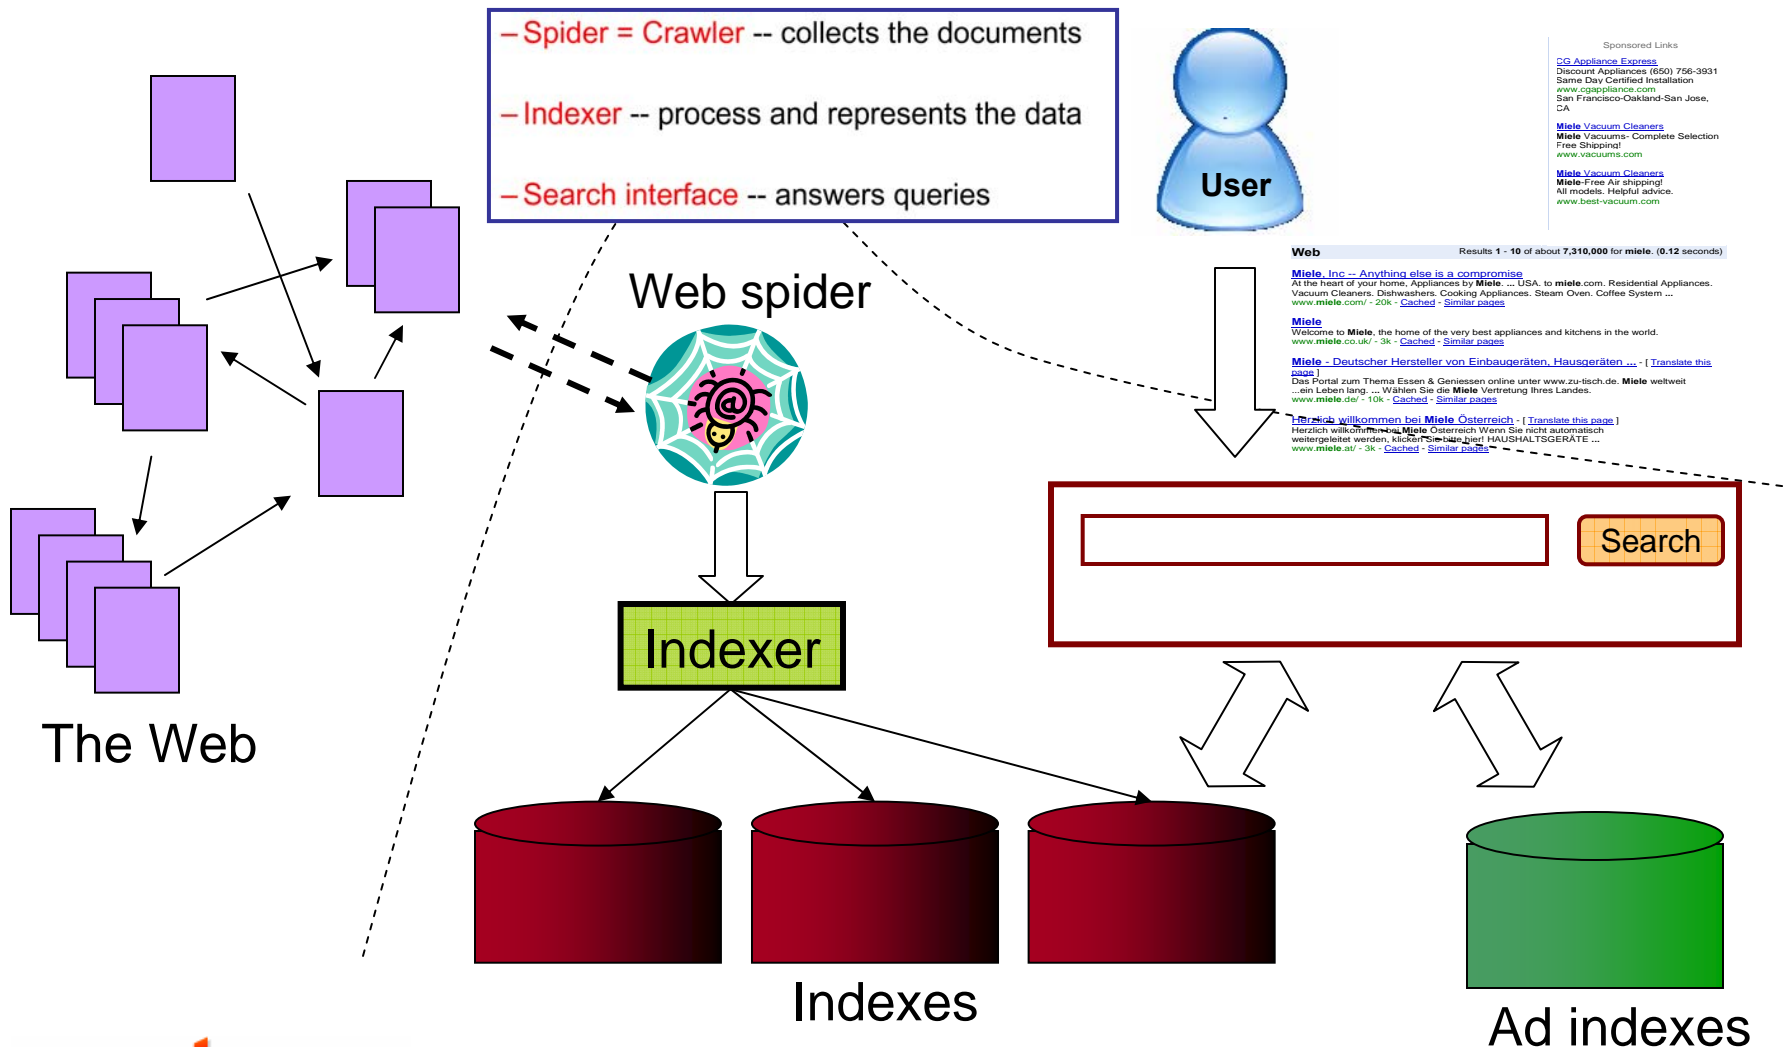 – Spider = Crawler -- collects the documents
– Indexer -- process and represents the data
– Search interface -- answers queries
User
Sponsored Links
CG Appliance Express
Discount Appliances (650) 756-3931
Same Day Certified Installation
www.cgappliance.com
San Francisco-Oakland-San Jose,
CA
Miele Vacuum Cleaners
Miele Vacuums- Complete Selection
Free Shipping!
www.vacuums.com
Miele Vacuum Cleaners
Miele-Free Air shipping!
All models. Helpful advice.
www.best-vacuum.com
Web Results 1 - 10 of about 7,310,000 for miele. (0.12 seconds)
Miele, Inc -- Anything else is a compromise
At the heart of your home, Appliances by Miele. ... USA. to miele.com. Residential Appliances.
Vacuum Cleaners. Dishwashers. Cooking Appliances. Steam Oven. Coffee System ...
www.miele.com/ - 20k - Cached - Similar pages
Miele
Welcome to Miele, the home of the very best appliances and kitchens in the world.
www.miele.co.uk/ - 3k - Cached - Similar pages
Miele - Deutscher Hersteller von Einbaugeräten, Hausgeräten ... - [ Translate this
page ]
Das Portal zum Thema Essen & Geniessen online unter www.zu-tisch.de. Miele weltweit
...ein Leben lang. ... Wählen Sie die Miele Vertretung Ihres Landes.
www.miele.de/ - 10k - Cached - Similar pages
Herzlich willkommen bei Miele Österreich - [ Translate this page ]
Herzlich willkommen bei Miele Österreich Wenn Sie nicht automatisch
weitergeleitet werden, klicken Sie bitte hier! HAUSHALTSGERÄTE ...
www.miele.at/ - 3k - Cached - Similar pages
Web spider
Search
Indexer
The Web
Indexes
Ad indexes